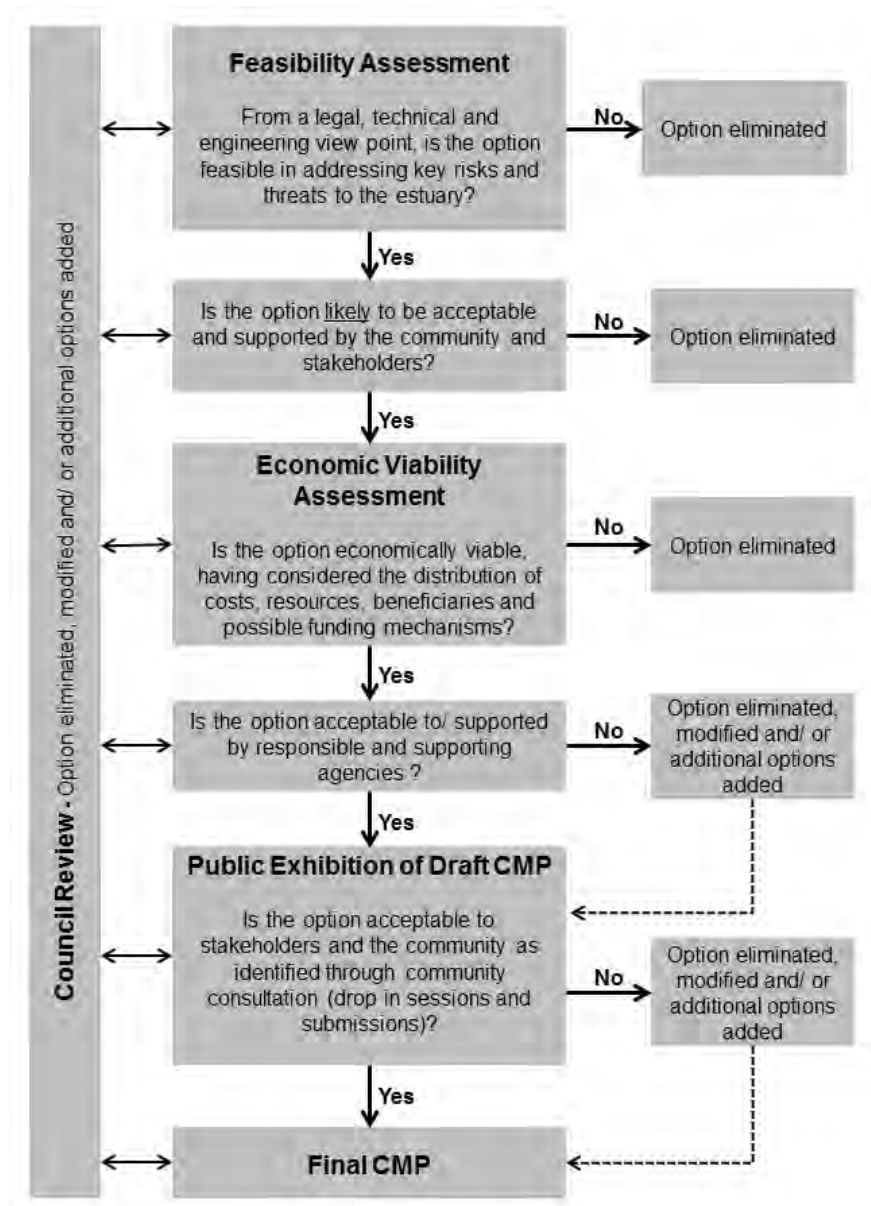 Council Review - Option eliminated, modified and/ or additional options added
Feasibility Assessment
From a legal, technical and
engineering view point, is the option
feasible in addressing key risks and
threats to the estuary?
No
Option eliminated
Yes
Is the option likely to be acceptable
and supported by the community and
stakeholders?
No
Option eliminated
Yes
Economic Viability
Assessment
Is the option economically viable,
having considered the distribution of
costs, resources, beneficiaries and
possible funding mechanisms?
No
Option eliminated
Yes
Is the option acceptable to/ supported
by responsible and supporting
agencies ?
No
Option eliminated,
modified and/ or
additional options
added
Yes
Public Exhibition of Draft CMP
Is the option acceptable to
stakeholders and the community as
identified through community
consultation (drop in sessions and
submissions)?
No
Option eliminated,
modified and/ or
additional options
added
Yes
Final CMP